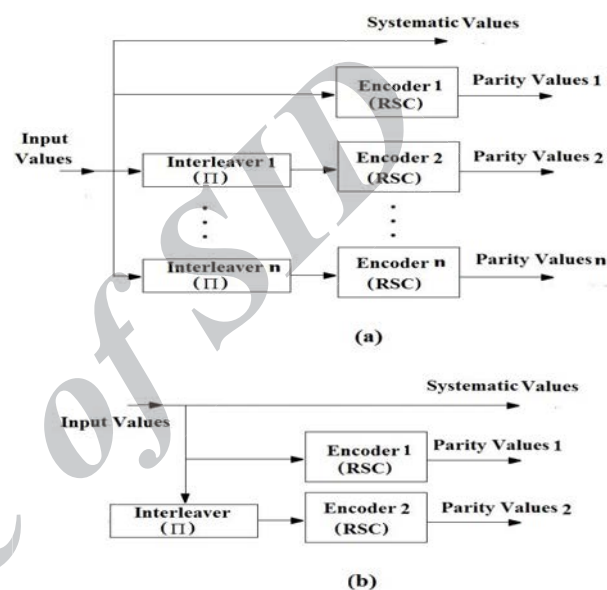 Systematic Values
Encoder 1
(RSC)
Parity Values 1
Input
Values
Interleaver 1
(Π)
Encoder 2
(RSC)
Parity Values 2
Interleaver n
(Π)
Encoder n
(RSC)
Parity Values n
(a)
Systematic Values
Input Values
Encoder 1
(RSC)
Parity Values 1
Interleaver
(Π)
Encoder 2
(RSC)
Parity Values 2
(b)
of SID